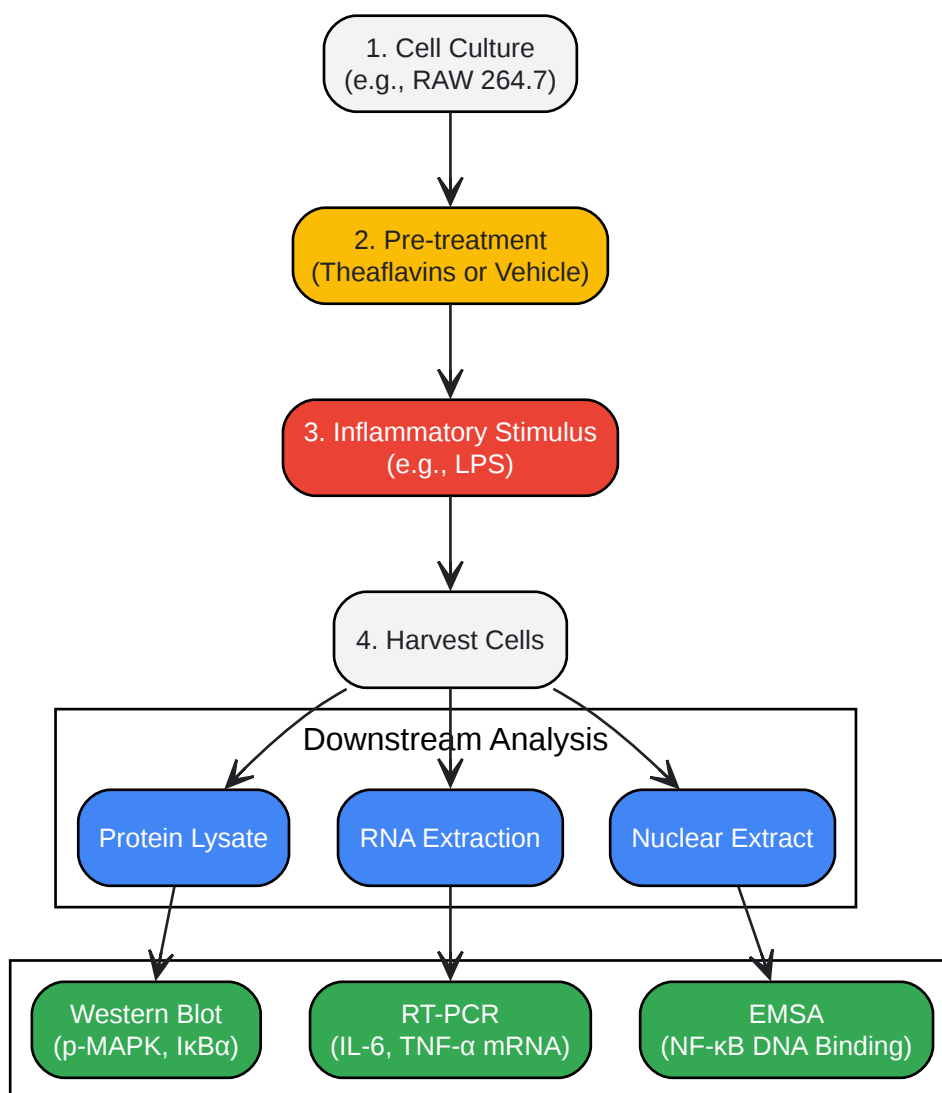 1. Cell Culture
(e.g., RAW 264.7)
2. Pre-treatment
(Theaflavins or Vehicle)
3. Inflammatory Stimulus
(e.g., LPS)
4. Harvest Cells
Downstream Analysis
Protein Lysate
RNA Extraction
Nuclear Extract
Western Blot
(p-MAPK, IκBα)
RT-PCR
(IL-6, TNF-α mRNA)
EMSA
(NF-κB DNA Binding)